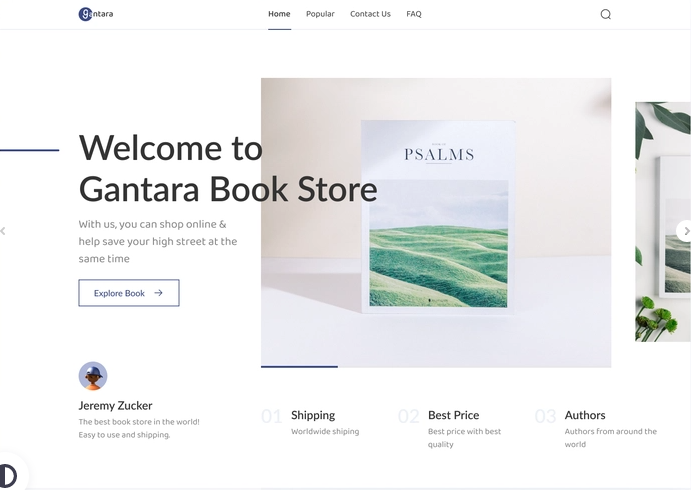 gantara
Home
Popular
Contact Us
FAQ
Welcome to
Gantara Book Store
With us, you can shop online &
help save your high street at the
same time
Explore Book
PSALMS
Jeremy Zucker
The best book store in the world!
Easy to use and shipping.
01
Shipping
Worldwide shiping
02
Best Price
Best price with best
quality
03
Authors
Authors from around the
world